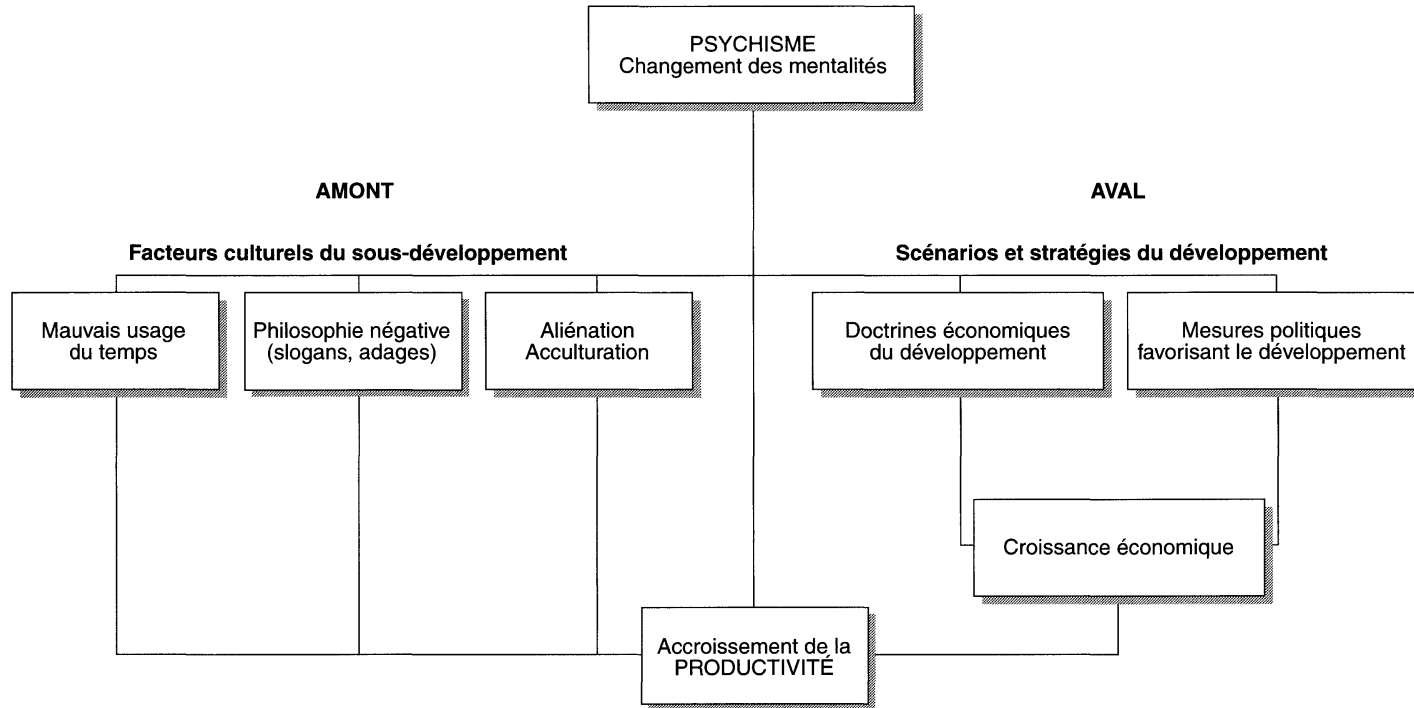 PSYCHISME
Changement des mentalités
AMONT
AVAL
Facteurs culturels du sous-développement
Scénarios et stratégies du développement
Mauvais usage
du temps
Philosophie négative
(slogans, adages)
Aliénation
Acculturation
Doctrines économiques
du développement
Mesures politiques
favorisant le développement
Croissance économique
Accroissement de la
PRODUCTIVITÉ